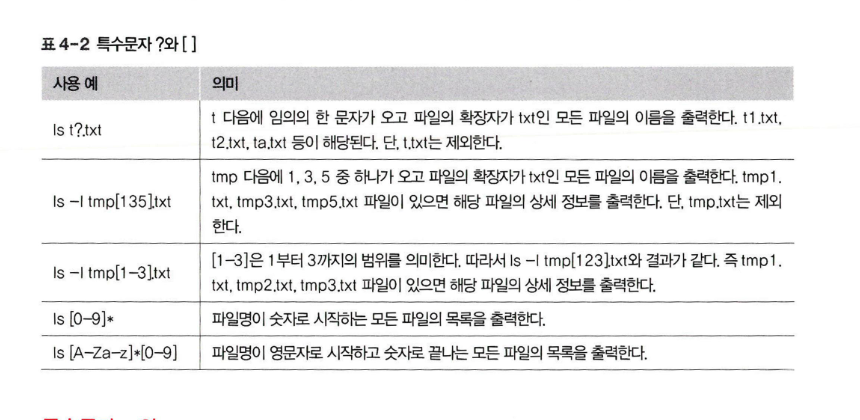 표 4-2 특수문자 ?와 [ ]
사용 예 의미
ls t?.txt t 다음에 임의의 한 문자가 오고 파일의 확장자가 txt인 모든 파일의 이름을 출력한다. t1.txt,
t2.txt, ta.txt 등이 해당된다. 단, t.txt는 제외한다.
ls -l tmp[135].txt tmp 다음에 1, 3, 5 중 하나가 오고 파일의 확장자가 txt인 모든 파일의 이름을 출력한다. tmp1.
txt, tmp3.txt, tmp5.txt 파일이 있으면 해당 파일의 상세 정보를 출력한다. 단, tmp.txt는 제외
한다.
ls -l tmp[1-3].txt [1-3]은 1부터 3까지의 범위를 의미한다. 따라서 ls -l tmp[123].txt와 결과가 같다. 즉 tmp1.
txt, tmp2.txt, tmp3.txt 파일이 있으면 해당 파일의 상세 정보를 출력한다.
ls [0-9]* 파일명이 숫자로 시작하는 모든 파일의 목록을 출력한다.
ls [A-Za-z]*[0-9] 파일명이 영문자로 시작하고 숫자로 끝나는 모든 파일의 목록을 출력한다.